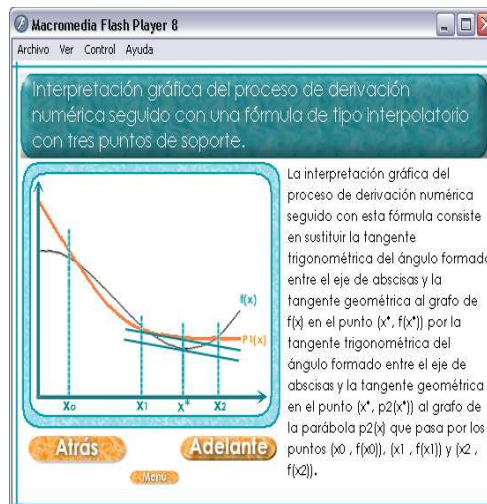 Macromedia Flash Player 8
Archivo Ver Control Ayuda
Interpretación gráfica del proceso de derivación
numérica seguido con una fórmula de tipo interpolatorio
con tres puntos de soporte.
f(x)
P1(x)
X0 X1 X* X2
La interpretación gráfica del
proceso de derivación numérica
seguido con esta fórmula consiste
en sustituir la tangente
trigonométrica del ángulo formado
entre el eje de abscisas y la
tangente geométrica al grafo de
f(x) en el punto (x*, f(x*)) por la
tangente trigonométrica del
ángulo formado entre el eje de
abscisas y la tangente geométrica
en el punto (x*, p2(x*)) al grafo de
la parábola p2(x) que pasa por los
puntos (x0 , f(x0)), (x1 , f(x1)) y (x2 ,
f(x2)).
Atrás Adelante
Menú